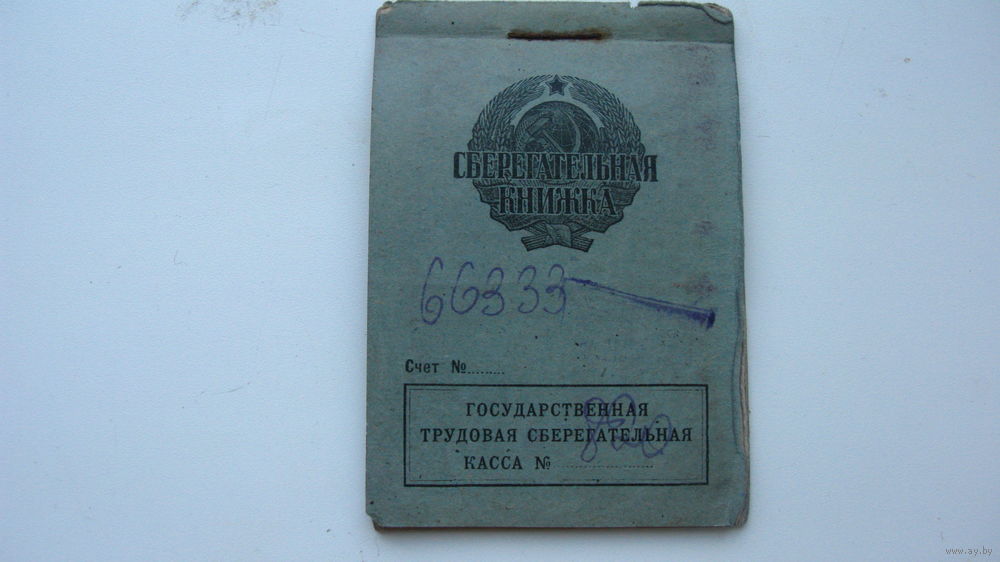 СБЕРЕГАТЕЛЬНАЯ
КНИЖКА
66333
Счет №.........
ГОСУДАРСТВЕННАЯ
ТРУДОВАЯ СБЕРЕГАТЕЛЬНАЯ
КАССА №....................
www.ay.by